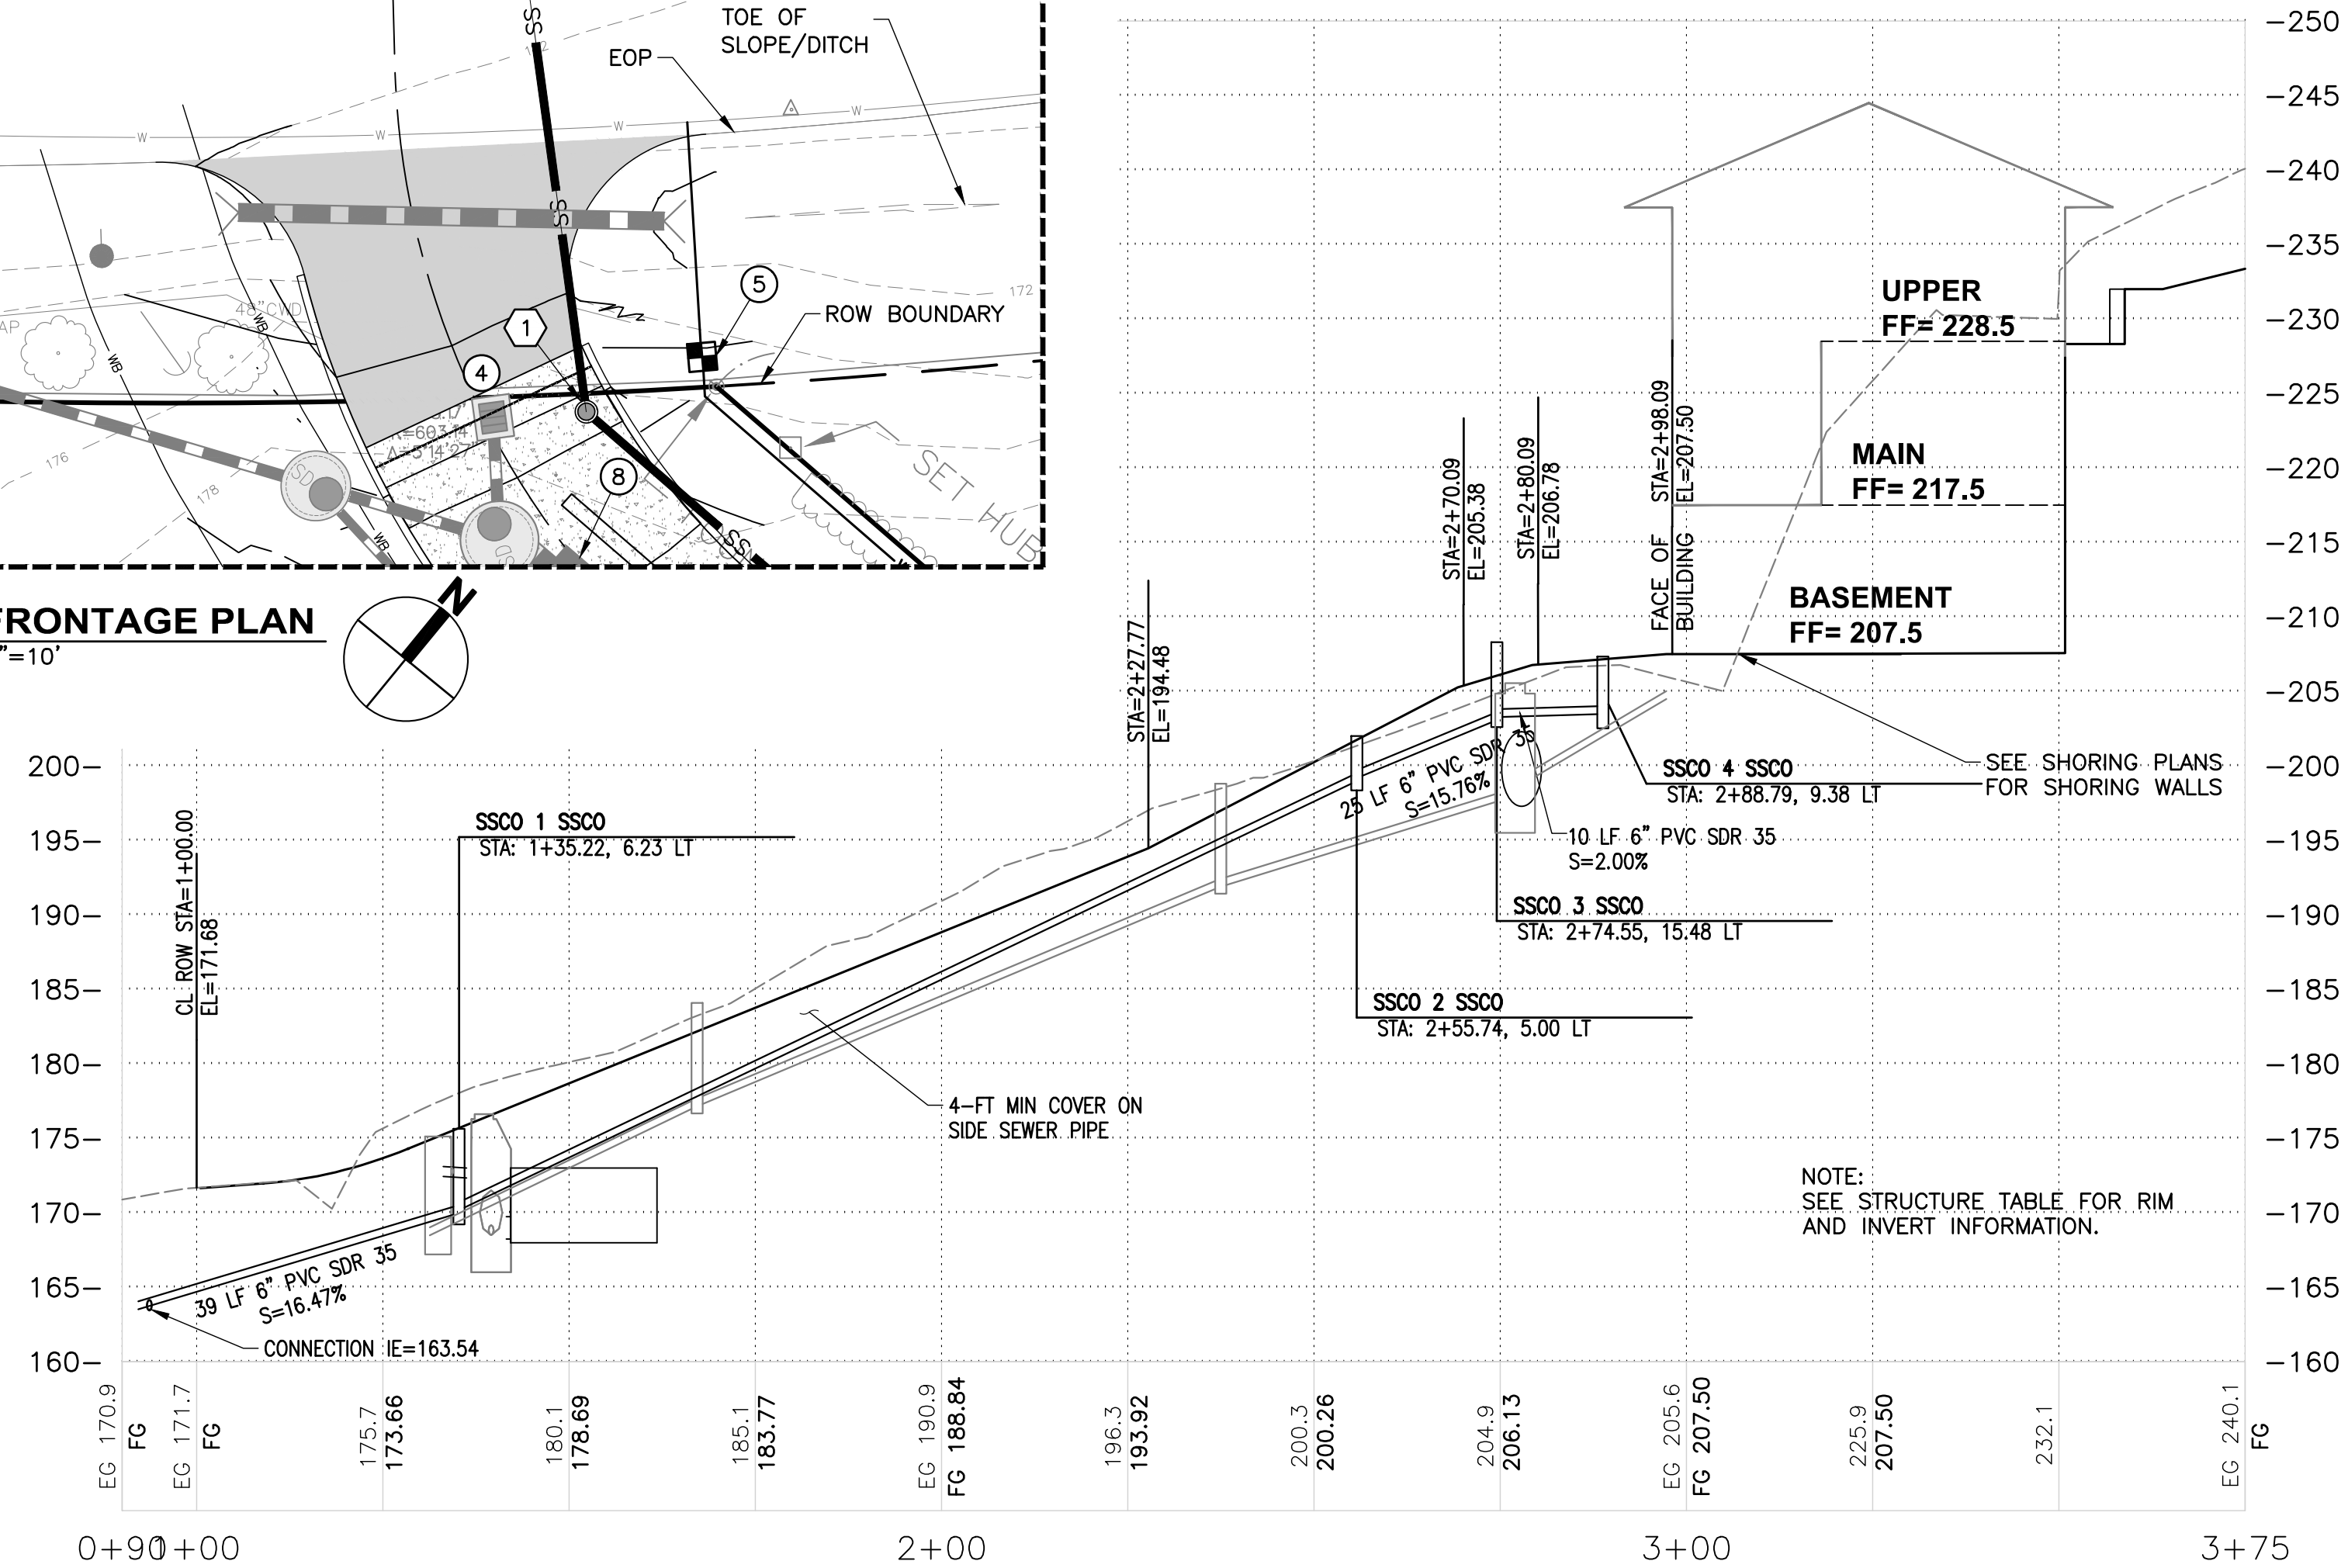 TOE OF
SLOPE/DITCH
EOP
SS
172
W
W
W
W
SS
SS
5
ROW BOUNDARY
172
48"CWD
WB
WB
WB
1
4
R=603.14'
Δ=5°14'27"
176
178
SD
8
SET HUB
SS
FRONTAGE PLAN
"=10'
N
-250
-245
-240
-235
-230
-225
-220
-215
-210
-205
-200
-195
-190
-185
-180
-175
-170
-165
-160
200-
195-
190-
185-
180-
175-
170-
165-
160-
UPPER
FF= 228.5
MAIN
FF= 217.5
BASEMENT
FF= 207.5
FACE OF STA=2+98.09
BUILDING EL=207.50
STA=2+80.09
EL=206.78
STA=2+70.09
EL=205.38
STA=2+27.77
EL=194.48
CL ROW STA=1+00.00
EL=171.68
SSCO 1 SSCO
STA: 1+35.22, 6.23 LT
SSCO 4 SSCO
STA: 2+88.79, 9.38 LT
SEE SHORING PLANS
FOR SHORING WALLS
25 LF 6" PVC SDR 35
S=15.76%
10 LF 6" PVC SDR 35
S=2.00%
SSCO 3 SSCO
STA: 2+74.55, 15.48 LT
SSCO 2 SSCO
STA: 2+55.74, 5.00 LT
4-FT MIN COVER ON
SIDE SEWER PIPE
NOTE:
SEE STRUCTURE TABLE FOR RIM
AND INVERT INFORMATION.
39 LF 6" PVC SDR 35
S=16.47%
CONNECTION IE=163.54
EG 170.9
FG
EG 171.7
FG
175.7
173.66
180.1
178.69
185.1
183.77
EG 190.9
FG 188.84
196.3
193.92
200.3
200.26
204.9
206.13
EG 205.6
FG 207.50
225.9
207.50
232.1
EG 240.1
FG
0+90
1+00
2+00
3+00
3+75